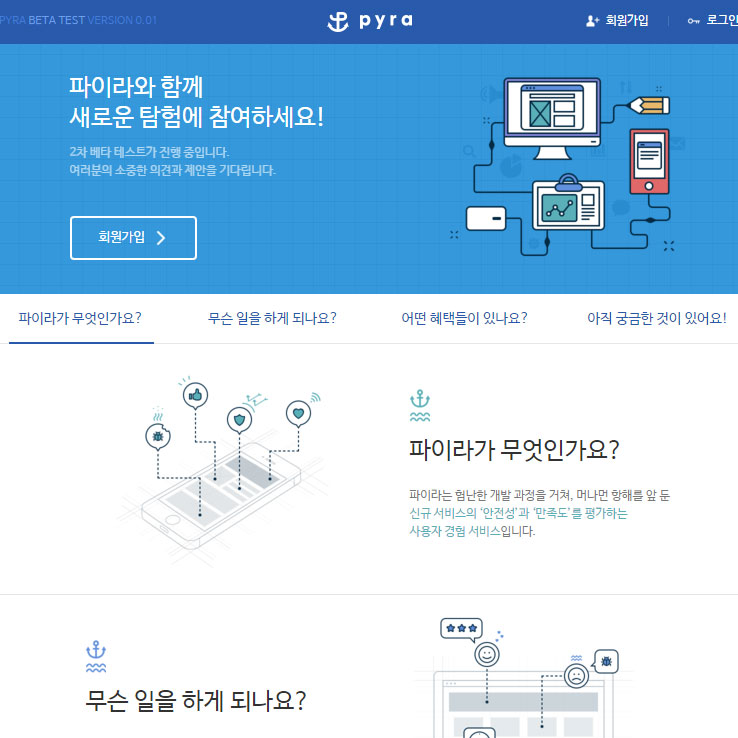 PYRA BETA TEST VERSION 0.01
pyra
회원가입
로그인
파이라와 함께
새로운 탐험에 참여하세요!
2차 베타 테스트가 진행 중입니다.
여러분의 소중한 의견과 제안을 기다립니다.
회원가입
파이라가 무엇인가요?
무슨 일을 하게 되나요?
어떤 혜택들이 있나요?
아직 궁금한 것이 있어요!
파이라가 무엇인가요?
파이라는 험난한 개발 과정을 거쳐, 머나먼 항해를 앞 둔
신규 서비스의 ‘안전성’과 ‘만족도’를 평가하는
사용자 경험 서비스입니다.
무슨 일을 하게 되나요?